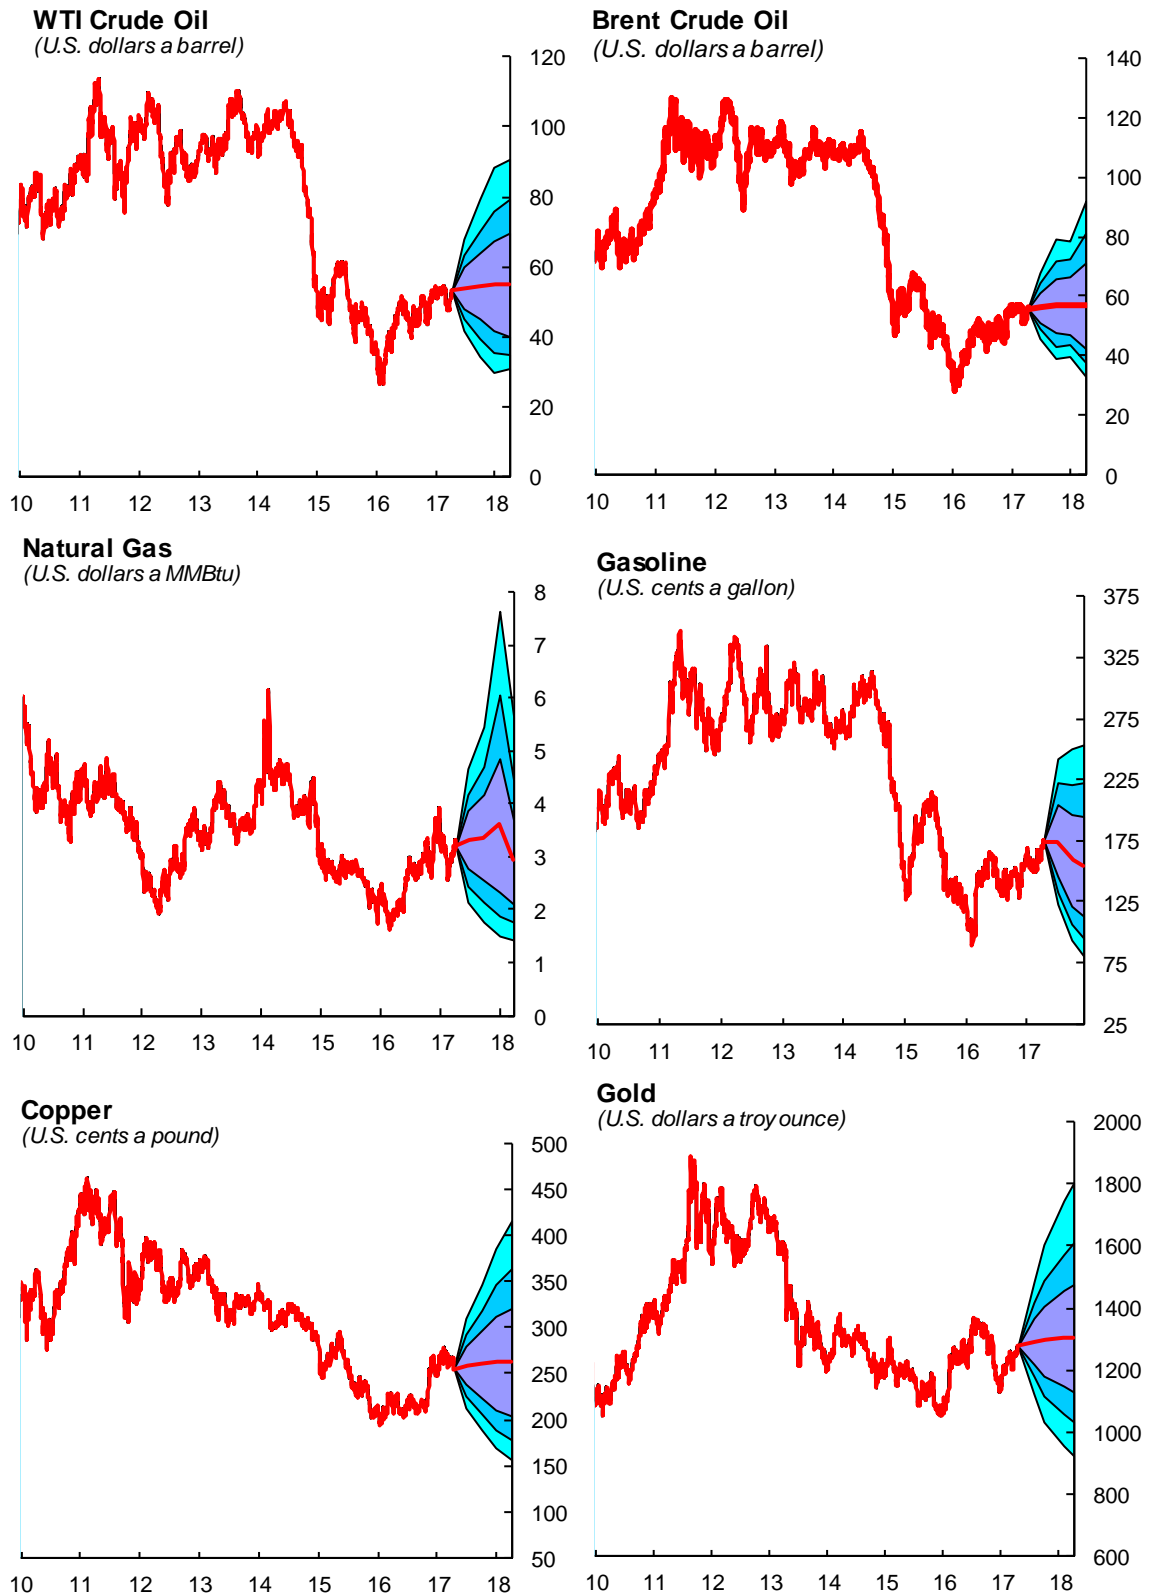 WTI Crude Oil
(U.S. dollars a barrel)
120
100
80
60
40
20
0
10 11 12 13 14 15 16 17 18
Brent Crude Oil
(U.S. dollars a barrel)
140
120
100
80
60
40
20
0
10 11 12 13 14 15 16 17 18
Natural Gas
(U.S. dollars a MMBtu)
8
7
6
5
4
3
2
1
0
10 11 12 13 14 15 16 17 18
Gasoline
(U.S. cents a gallon)
375
325
275
225
175
125
75
25
10 11 12 13 14 15 16 17
Copper
(U.S. cents a pound)
500
450
400
350
300
250
200
150
100
50
10 11 12 13 14 15 16 17 18
Gold
(U.S. dollars a troy ounce)
2000
1800
1600
1400
1200
1000
800
600
10 11 12 13 14 15 16 17 18